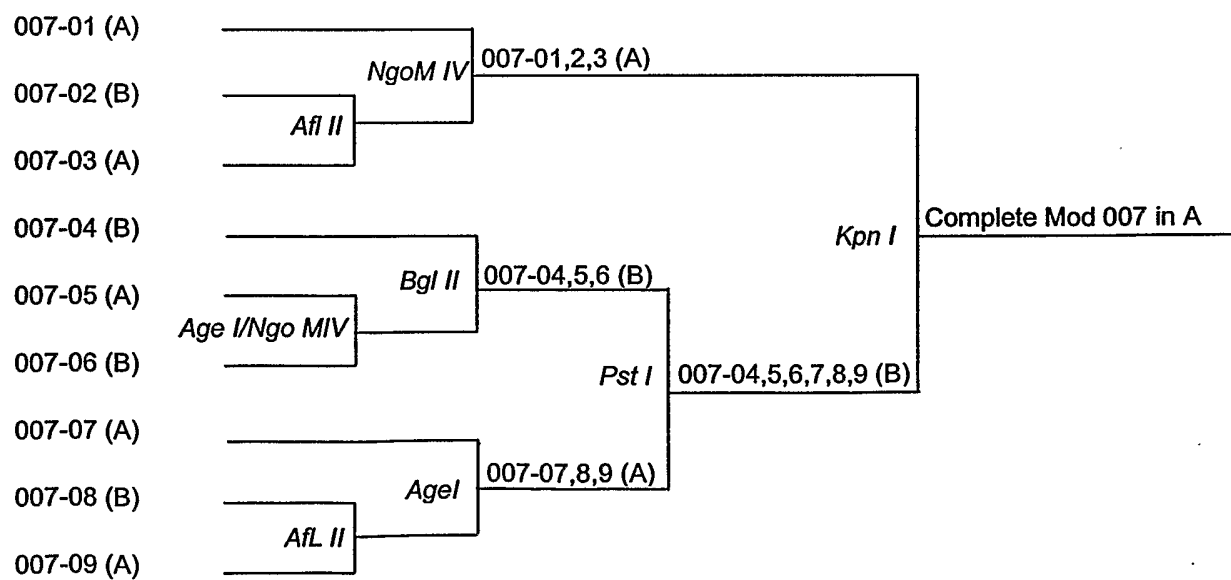 007-01 (A)
007-01,2,3 (A)
NgoM IV
007-02 (B)
Afl II
007-03 (A)
007-04 (B)
Complete Mod 007 in A
Kpn I
Bgl II
007-04,5,6 (B)
007-05 (A)
Age I/Ngo MIV
007-06 (B)
Pst I
007-04,5,6,7,8,9 (B)
007-07 (A)
007-07,8,9 (A)
AgeI
007-08 (B)
AfL II
007-09 (A)